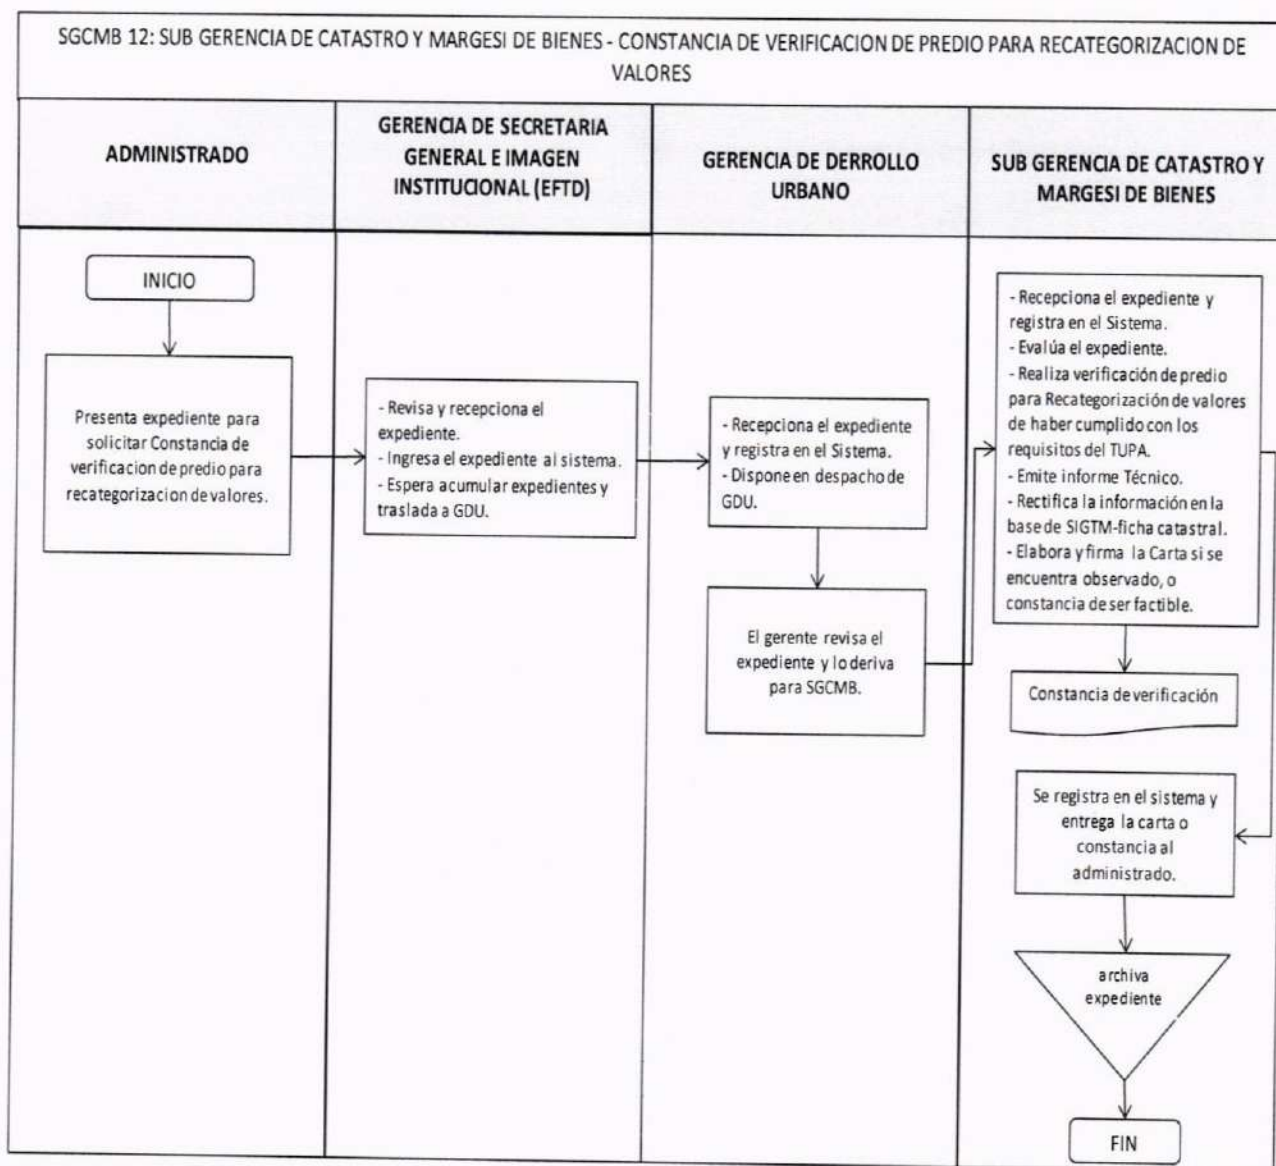 SGCMB 12: SUB GERENCIA DE CATASTRO Y MARGESI DE BIENES - CONSTANCIA DE VERIFICACION DE PREDIO PARA RECATEGORIZACION DE
VALORES
ADMINISTRADO
GERENCIA DE SECRETARIA
GENERAL E IMAGEN
INSTITUCIONAL (EFTD)
GERENCIA DE DERROLLO
URBANO
SUB GERENCIA DE CATASTRO Y
MARGESI DE BIENES
INICIO
Presenta expediente para
solicitar Constancia de
verificacion de predio para
recategorizacion de valores.
- Revisa y recepciona el
expediente.
- Ingresa el expediente al sistema.
- Espera acumular expedientes y
traslada a GDU.
- Recepciona el expediente
y registra en el Sistema.
- Dispone en despacho de
GDU.
El gerente revisa el
expediente y lo deriva
para SGCMB.
- Recepciona el expediente y
registra en el Sistema.
- Evalúa el expediente.
- Realiza verificación de predio
para Recategorización de valores
de haber cumplido con los
requisitos del TUPA.
- Emite informe Técnico.
- Rectifica la información en la
base de SIGTM-ficha catastral.
- Elabora y firma la Carta si se
encuentra observado, o
constancia de ser factible.
Constancia de verificación
Se registra en el sistema y
entrega la carta o
constancia al
administrado.
archiva
expediente
FIN